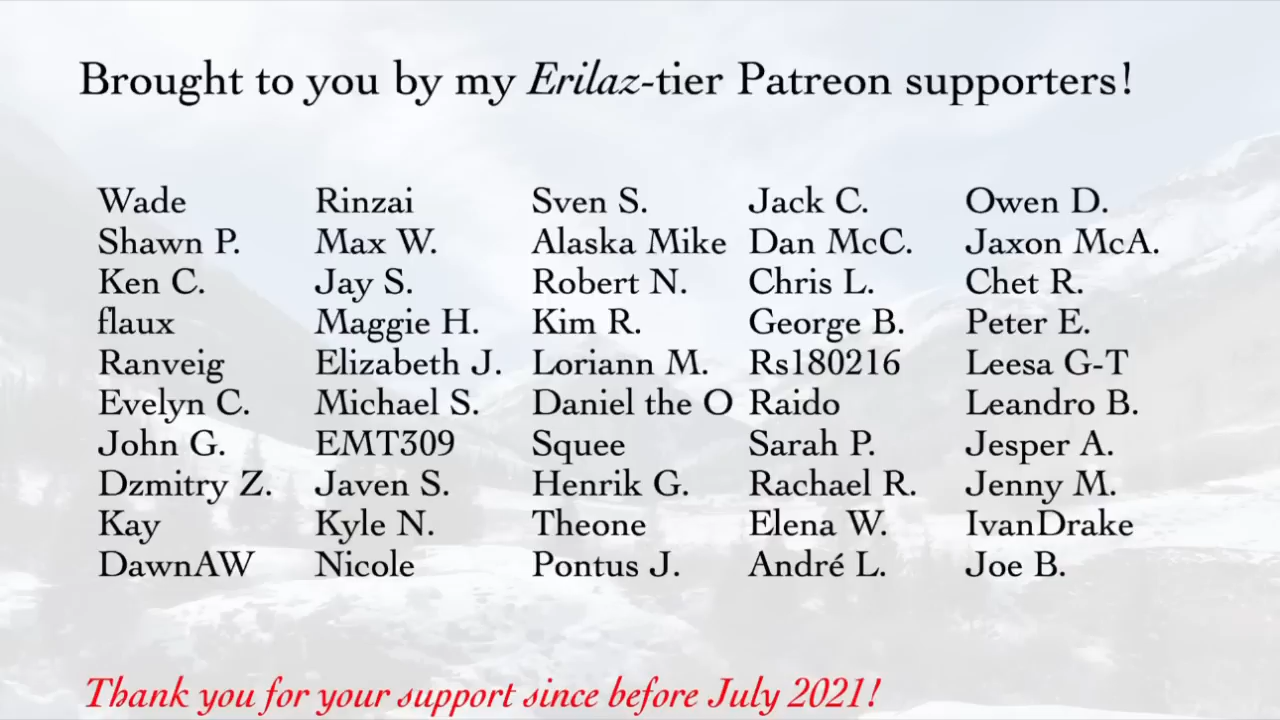 Brought to you by my Erilaz-tier Patreon supporters!
Wade Rinzai Sven S. Jack C. Owen D.
Shawn P. Max W. Alaska Mike Dan McC. Jaxon McA.
Ken C. Jay S. Robert N. Chris L. Chet R.
flaux Maggie H. Kim R. George B. Peter E.
Ranveig Elizabeth J. Loriann M. Rs180216 Leesa G-T
Evelyn C. Michael S. Daniel the O Raido Leandro B.
John G. EMT309 Squee Sarah P. Jesper A.
Dzmitry Z. Javen S. Henrik G. Rachael R. Jenny M.
Kay Kyle N. Theone Elena W. IvanDrake
DawnAW Nicole Pontus J. André L. Joe B.
Thank you for your support since before July 2021!